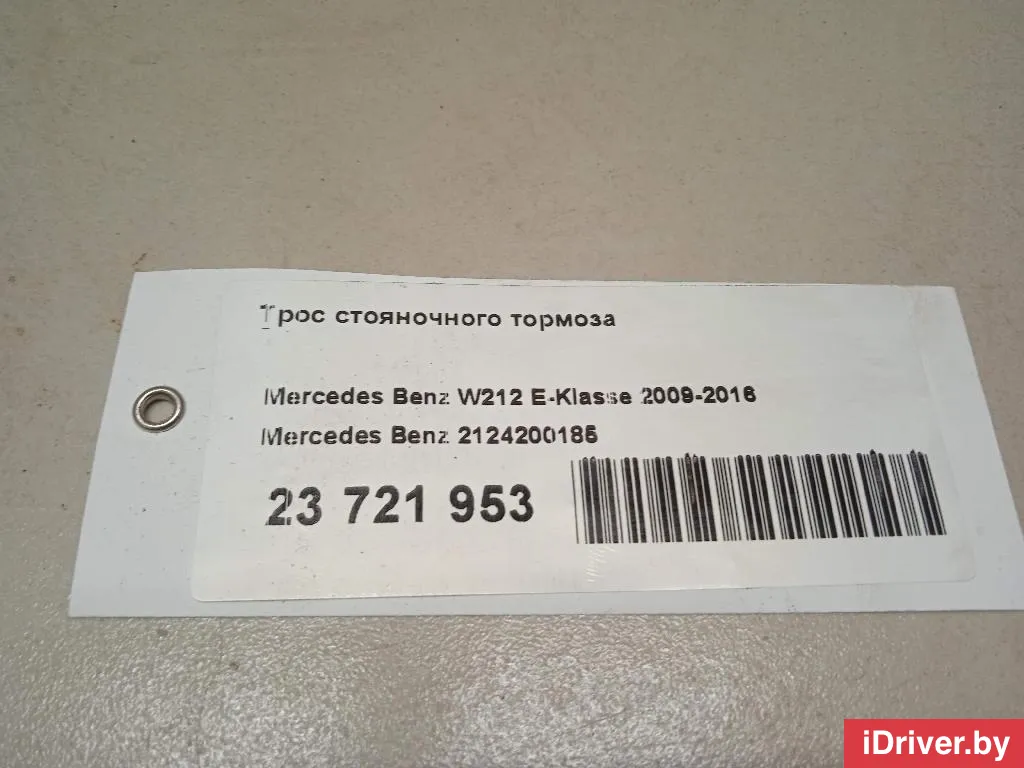 Трос стояночного тормоза
Mercedes Benz W212 E-Klasse 2009-2016
Mercedes Benz 2124200185
23 721 953
iDriver.by